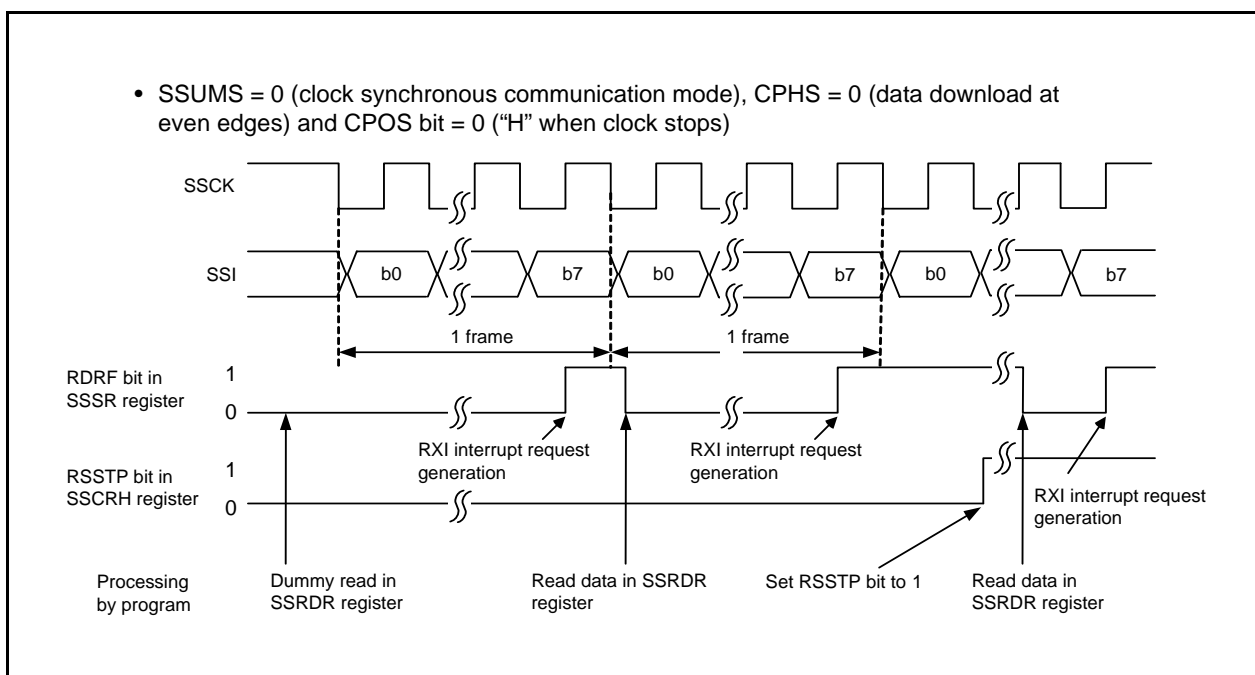 • SSUMS = 0 (clock synchronous communication mode), CPHS = 0 (data download at
even edges) and CPOS bit = 0 (“H” when clock stops)
SSCK
SSI
b0
b7
b0
b7
b0
b7
1 frame
1 frame
RDRF bit in
SSSR register
1
0
RXI interrupt request
generation
RXI interrupt request
generation
RXI interrupt request
generation
RSSTP bit in
SSCRH register
1
0
Processing
by program
Dummy read in
SSRDR register
Read data in SSRDR
register
Set RSSTP bit to 1
Read data in
SSRDR register